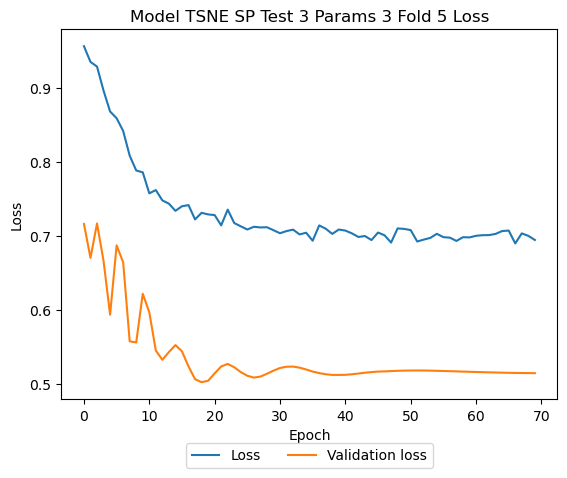 Model TSNE SP Test 3 Params 3 Fold 5 Loss
Loss
0.9
0.8
0.7
0.6
0.5
0 10 20 30 40 50 60 70
Epoch
Loss Validation loss